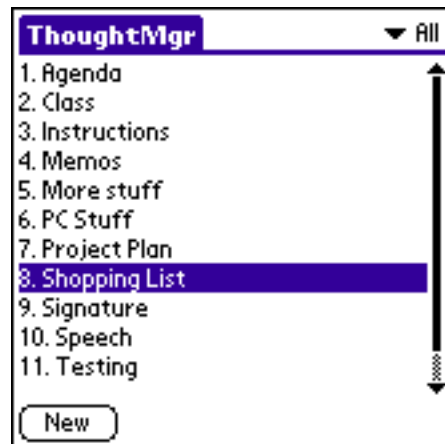 ThoughtMgr
All
1. Agenda
2. Class
3. Instructions
4. Memos
5. More stuff
6. PC Stuff
7. Project Plan
8. Shopping List
9. Signature
10. Speech
11. Testing
New